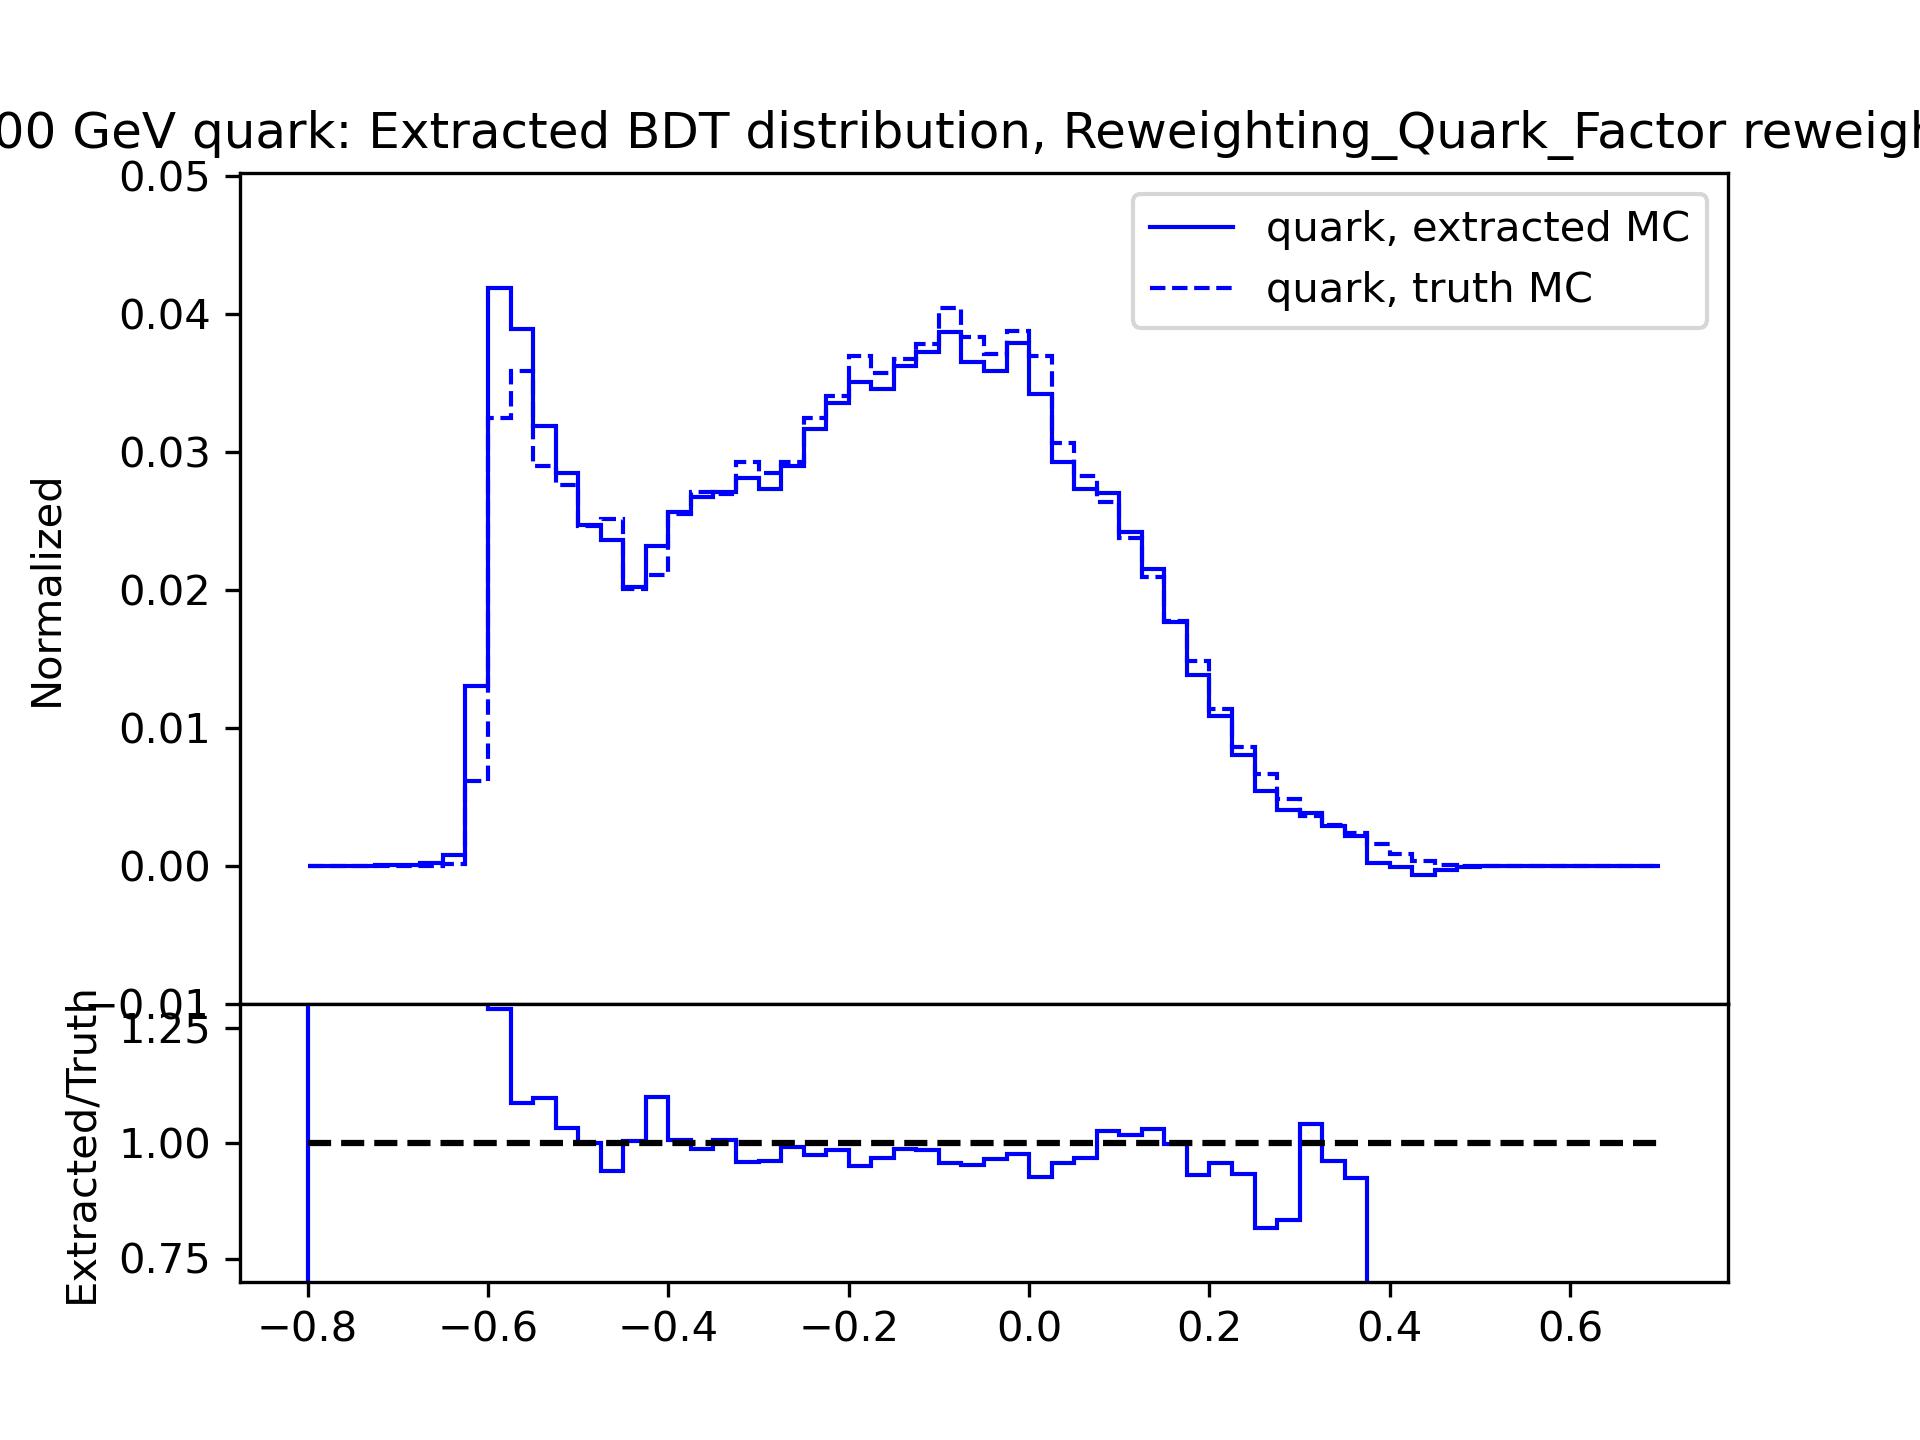 00 GeV quark: Extracted BDT distribution, Reweighting_Quark_Factor reweigh
0.05
quark, extracted MC
quark, truth MC
0.04
0.03
Normalized
0.02
0.01
0.00
−0.01
Extracted/Truth
1.25
1.00
0.75
−0.8 −0.6 −0.4 −0.2 0.0 0.2 0.4 0.6